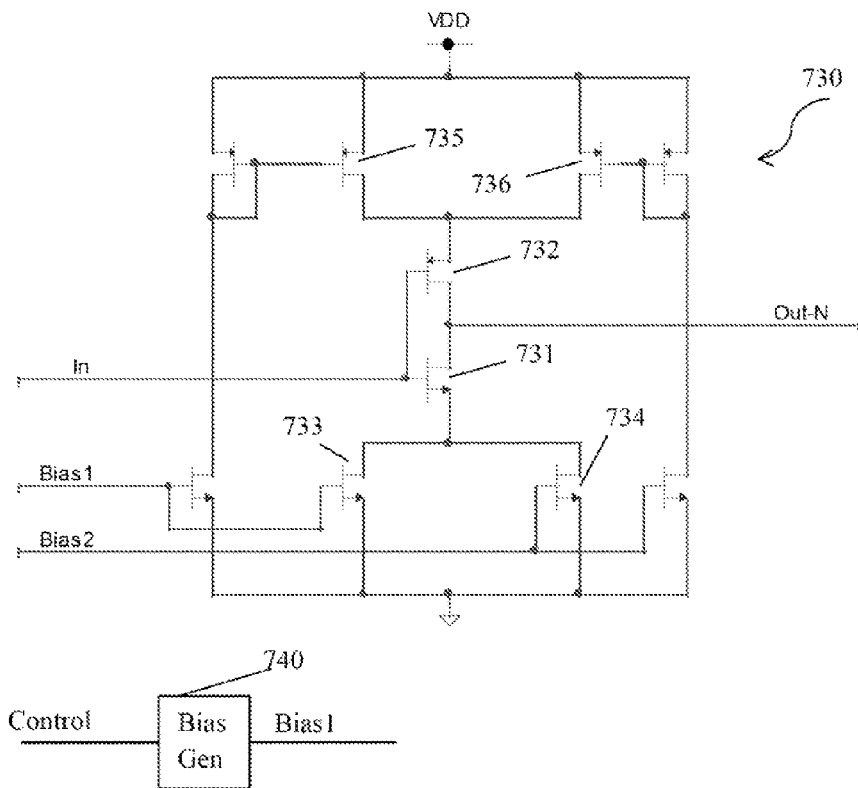 VDD
730
735
736
732
Out-N
731
In
733
734
Bias1
Bias2
740
Control
Bias
Gen
Bias1